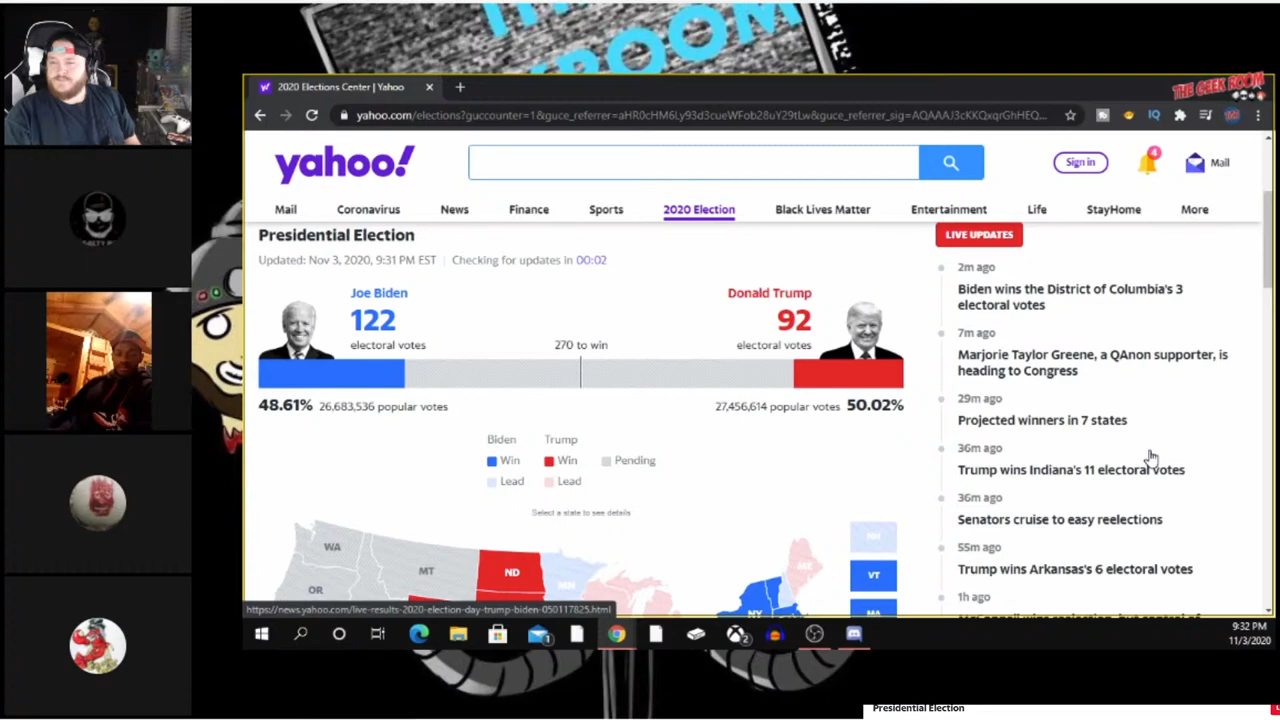 THE
ROOM
2020 Elections Center | Yahoo
THE GEEK ROOM
yahoo.com/elections?guccounter=1&guce_referrer=
yahoo!
Sign in
4
Mail
Mail
Coronavirus
News
Finance
Sports
2020 Election
Black Lives Matter
Entertainment
Life
StayHome
More
Presidential Election
Updated: Nov 3, 2020, 9:31 PM EST
Checking for updates in 00:02
Joe Biden
122
electoral votes
270 to win
Donald Trump
92
electoral votes
48.61% 26,683,536 popular votes
27,456,614 popular votes 50.02%
Biden
Trump
Win
Win
Pending
Lead
Lead
Select a state to see details
WA
OR
MT
ND
MN
NY
ME
NH
VT
MA
LIVE UPDATES
2m ago
Biden wins the District of Columbia's 3
electoral votes
7m ago
Marjorie Taylor Greene, a QAnon supporter, is
heading to Congress
29m ago
Projected winners in 7 states
36m ago
Trump wins Indiana's 11 electoral votes
36m ago
Senators cruise to easy reelections
55m ago
Trump wins Arkansas's 6 electoral votes
1h ago
https://news.yahoo.com/live-results-2020-election-day-trump-biden-050117825.html
9:32 PM
11/3/2020
Presidential Election